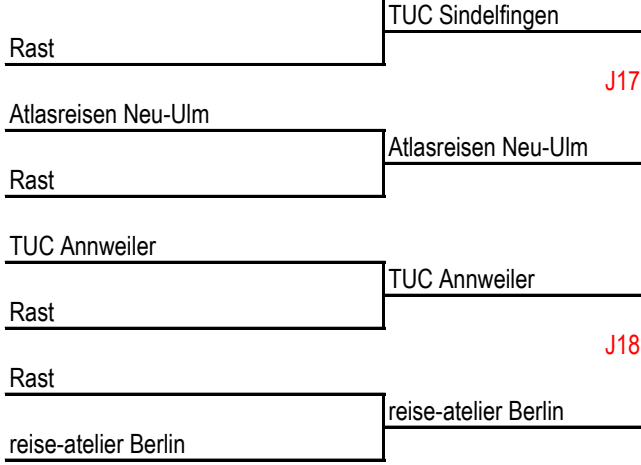 TUC Sindelfingen
Rast
J17
Atlasreisen Neu-Ulm
Atlasreisen Neu-Ulm
Rast
TUC Annweiler
TUC Annweiler
Rast
J18
Rast
reise-atelier Berlin
reise-atelier Berlin